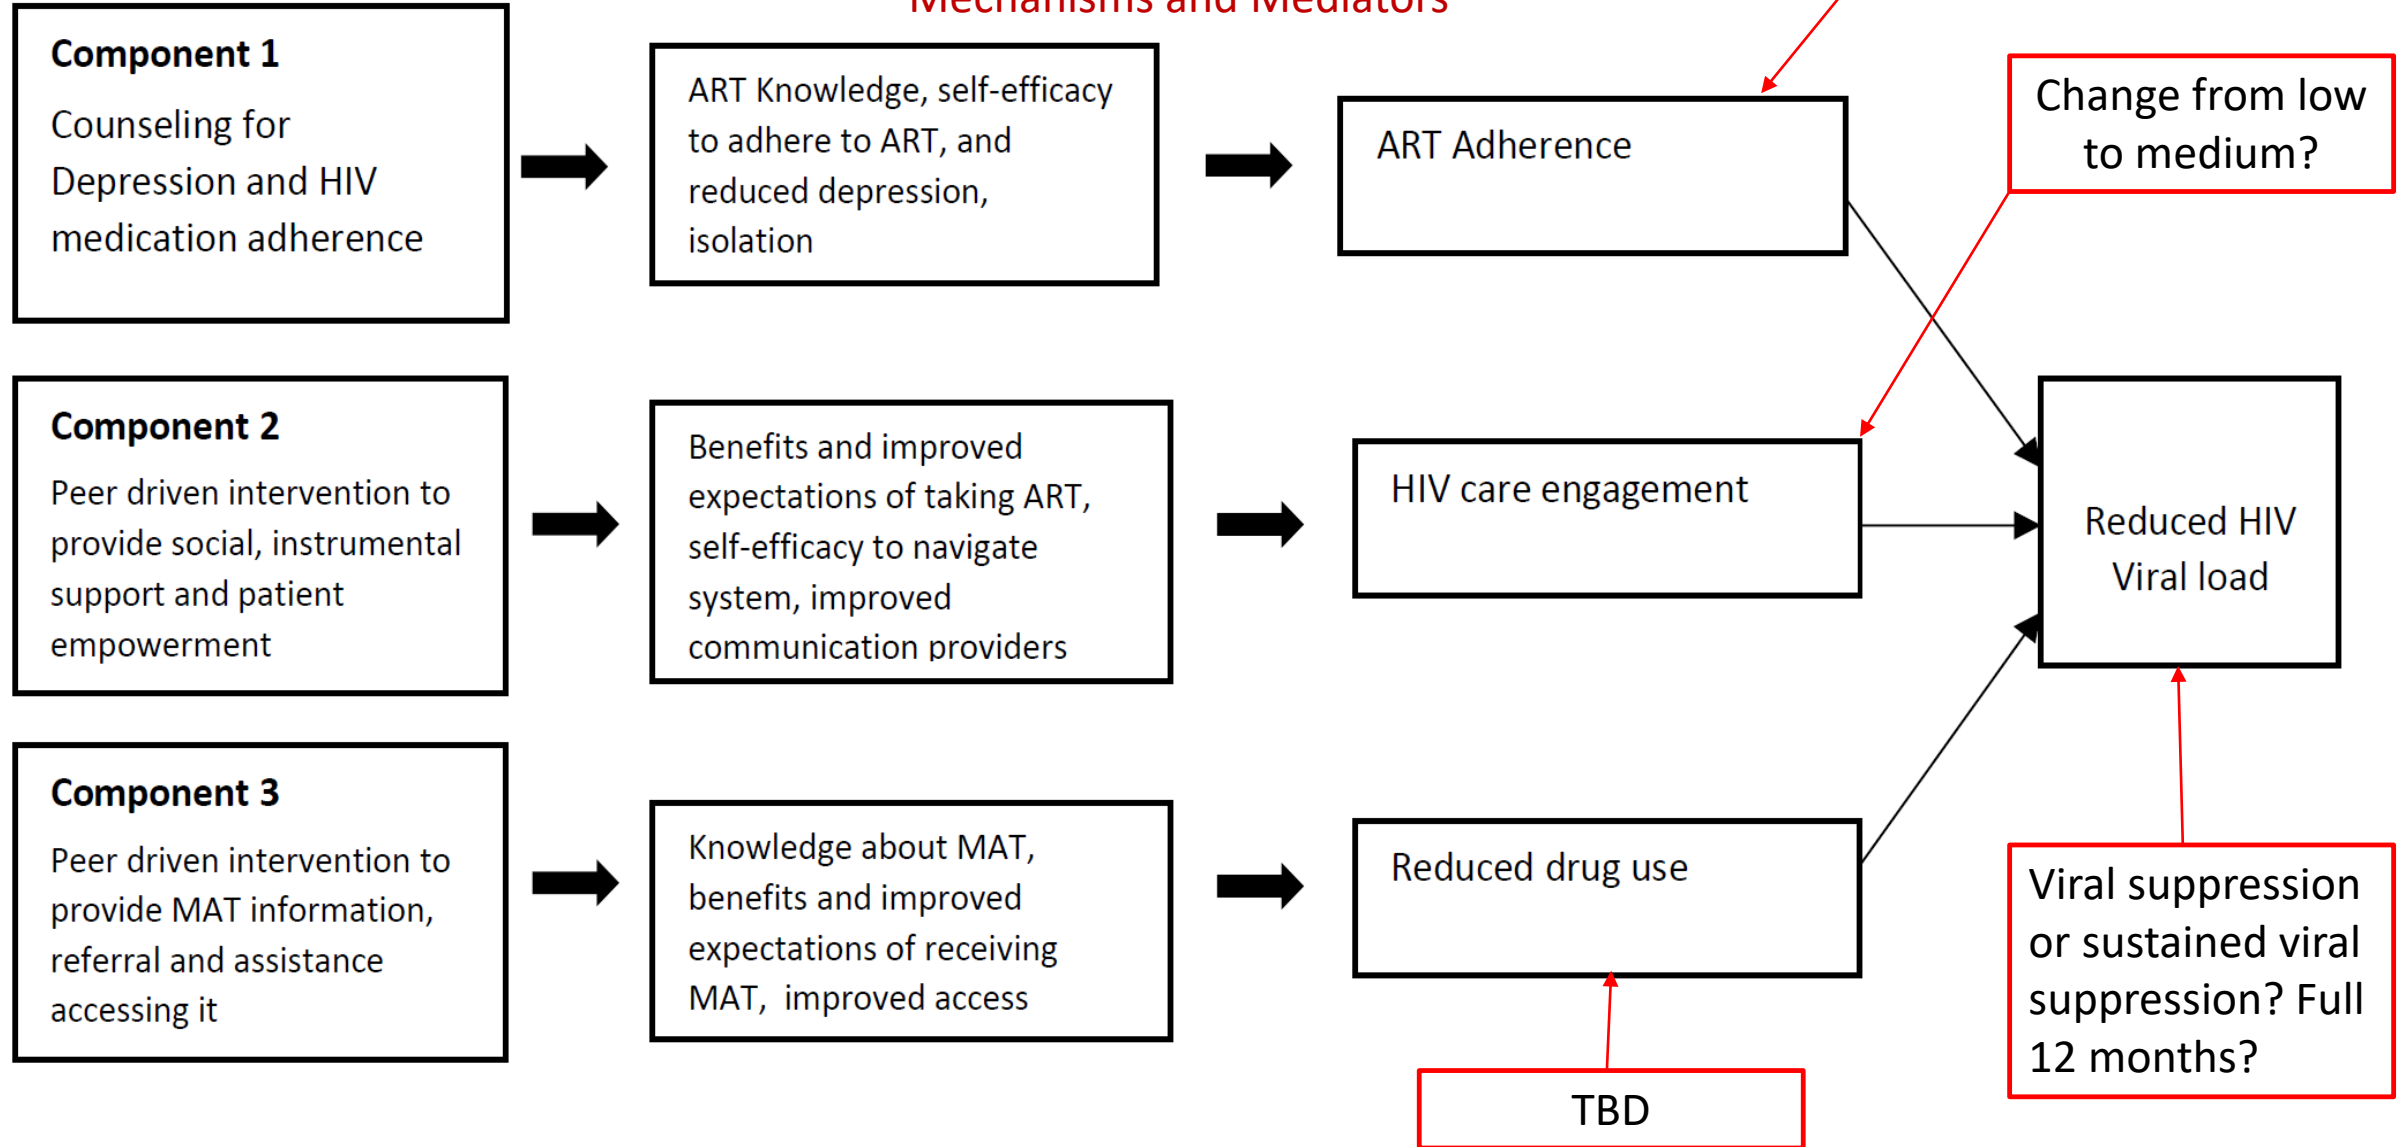 Mechanisms and Mediators
Component 1
Counseling for
Depression and HIV
medication adherence
ART Knowledge, self-efficacy
to adhere to ART, and
reduced depression,
isolation
ART Adherence
Change from low
to medium?
Component 2
Peer driven intervention to
provide social, instrumental
support and patient
empowerment
Benefits and improved
expectations of taking ART,
self-efficacy to navigate
system, improved
communication providers
HIV care engagement
Reduced HIV
Viral load
Component 3
Peer driven intervention to
provide MAT information,
referral and assistance
accessing it
Knowledge about MAT,
benefits and improved
expectations of receiving
MAT,  improved access
Reduced drug use
Viral suppression
or sustained viral
suppression? Full
12 months?
TBD